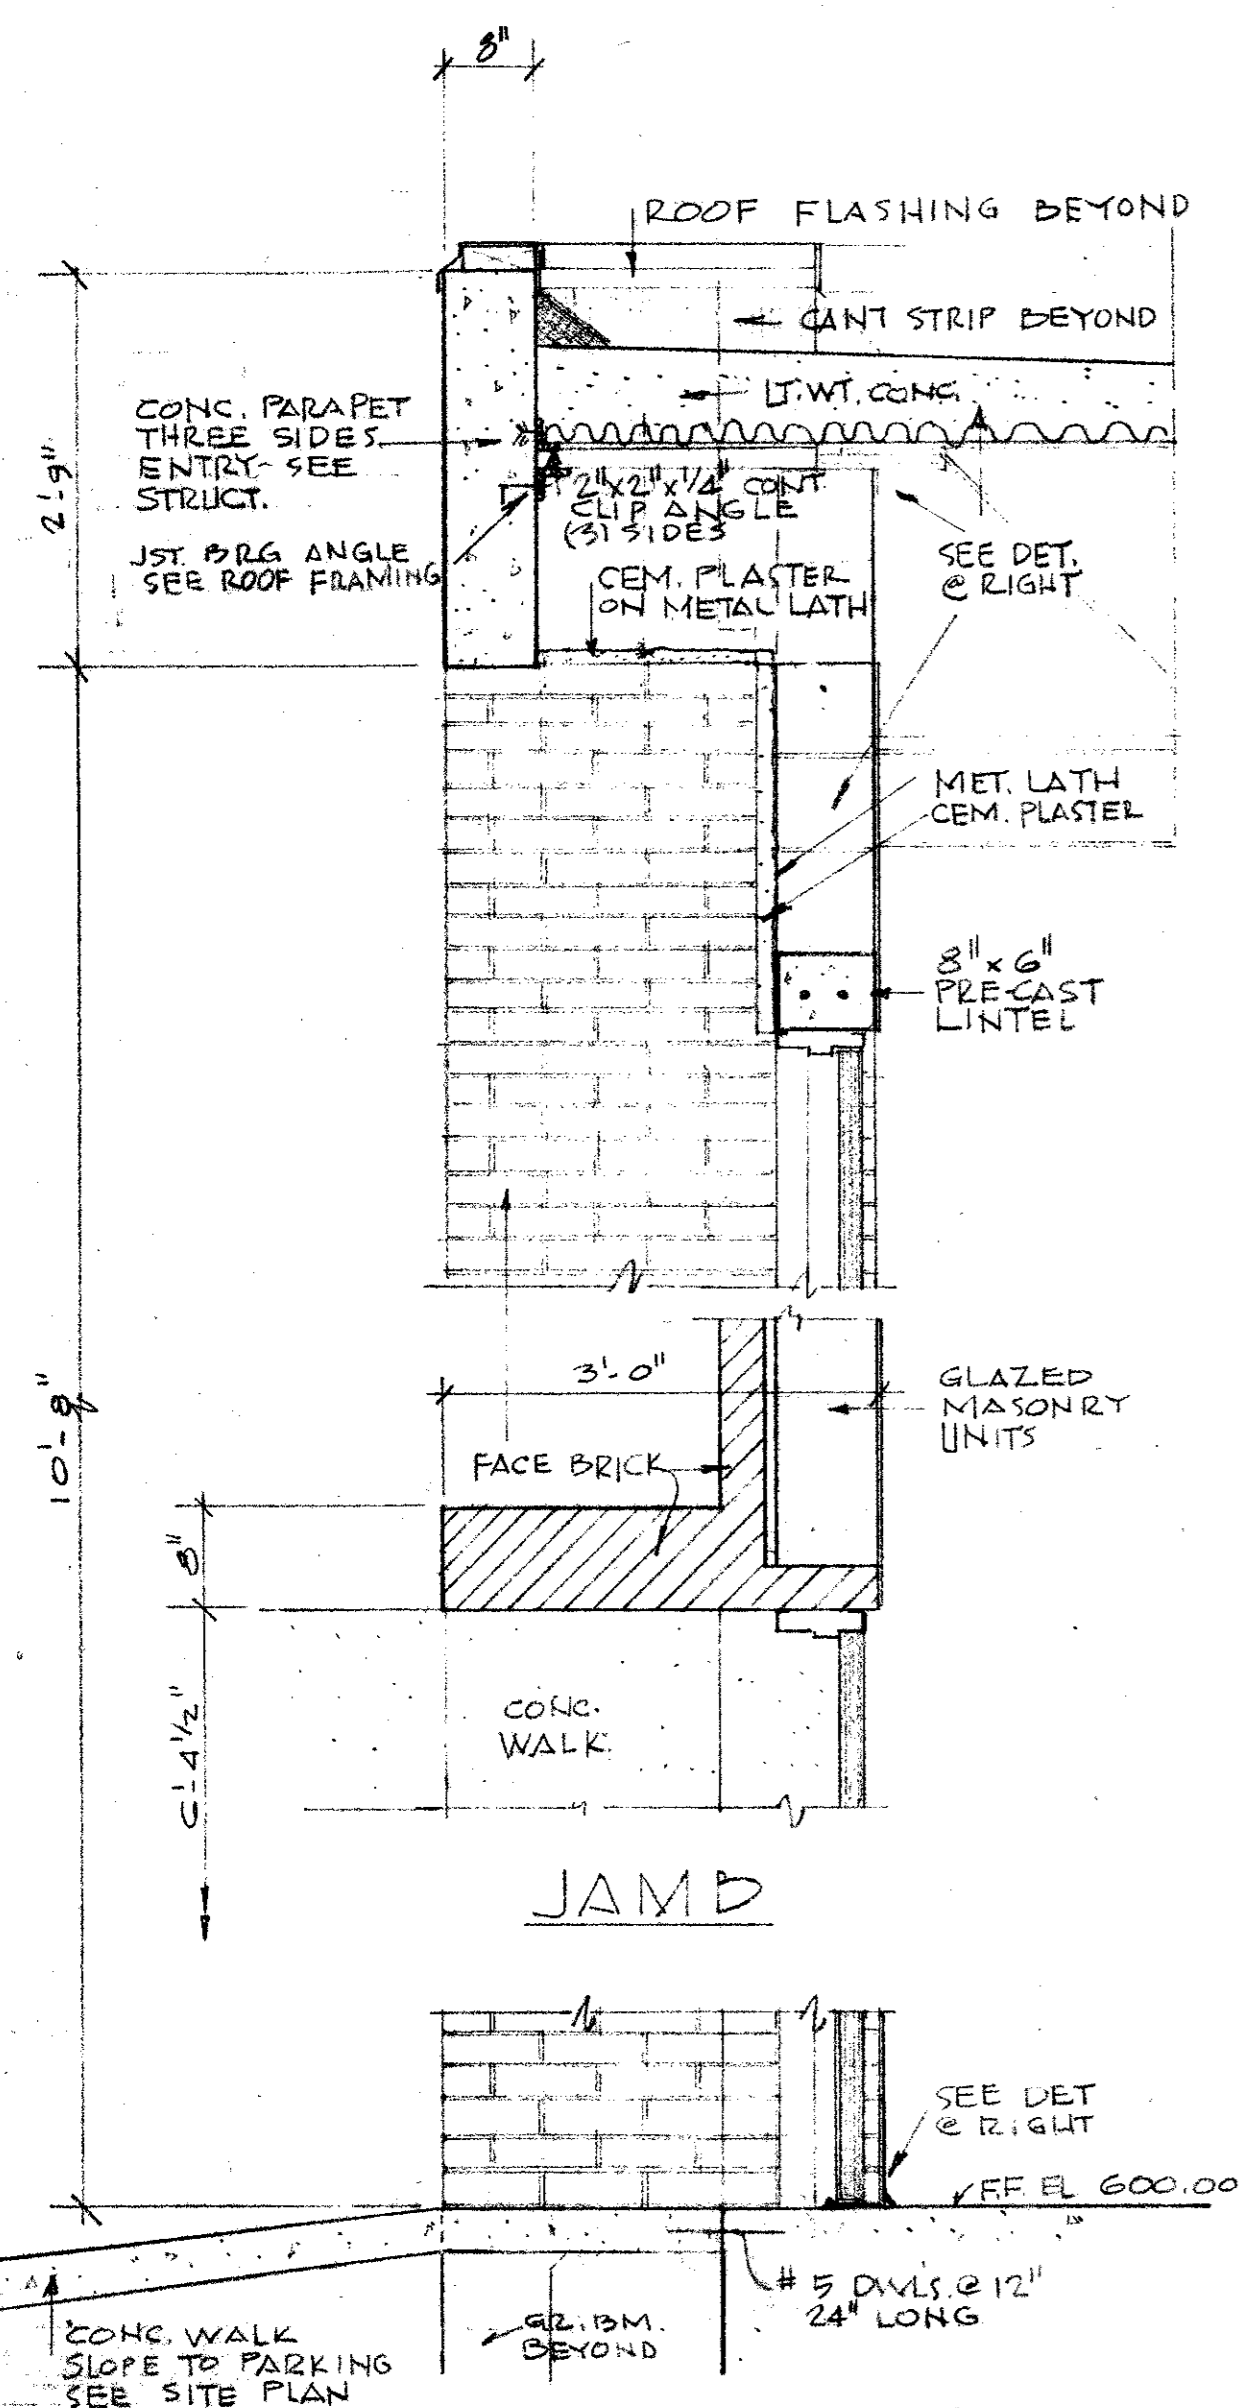 8"
ROOF FLASHING BEYOND
CANT STRIP BEYOND
LT. WT. CONC.
CONC. PARAPET
THREE SIDES
ENTRY- SEE
STRUCT.
2'-9"
2"x2"x1/4" CONT.
CLIP ANGLE
(3) SIDES
JST. BRG ANGLE
SEE ROOF FRAMING
SEE DET.
@ RIGHT
CEM. PLASTER
ON METAL LATH
MET. LATH
CEM. PLASTER
8" x 6"
PRE-CAST
LINTEL
3'-0"
GLAZED
MASONRY
UNITS
FACE BRICK
10'-8"
8"
CONC.
WALK
JAMB
SEE DET
@ RIGHT
F.F. EL 600.00
# 5 DWLS. @ 12"
24" LONG
GR. BM.
BEYOND
CONC. WALK
SLOPE TO PARKING
SEE SITE PLAN